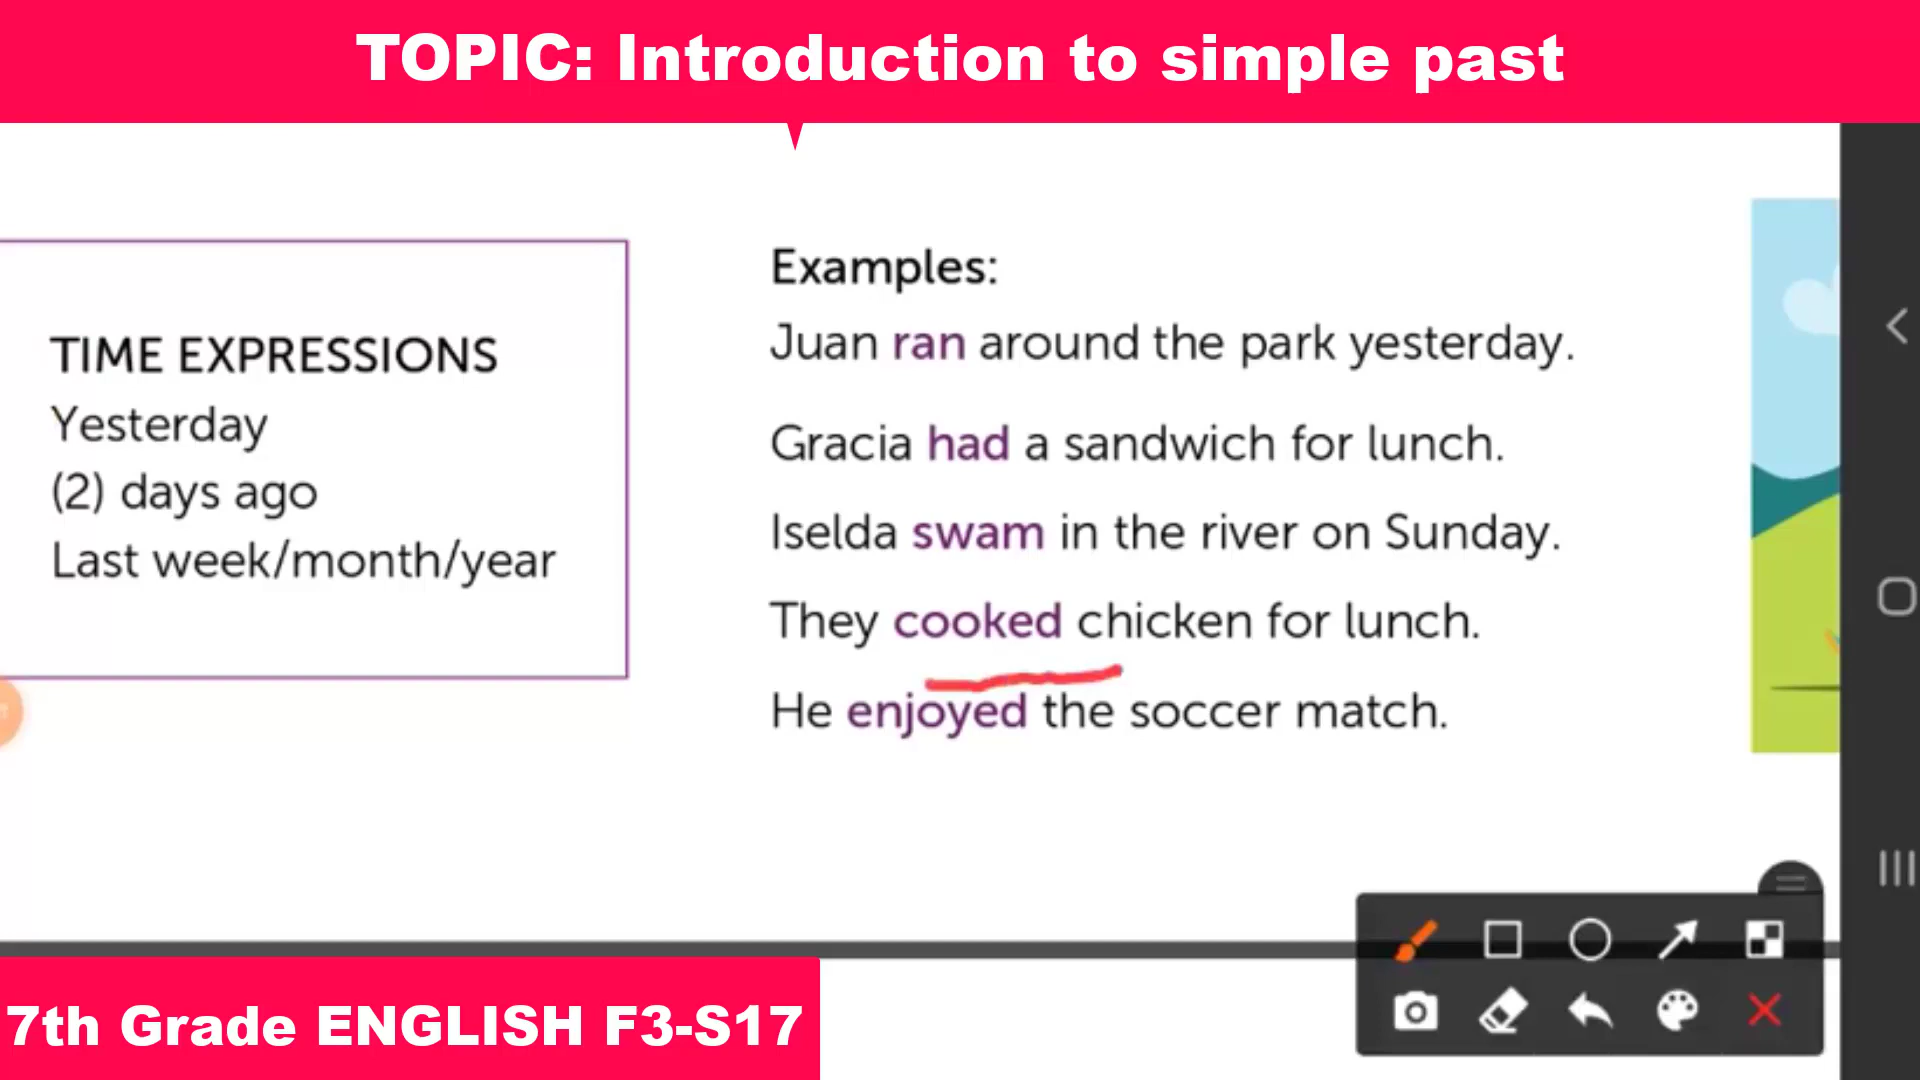 TOPIC: Introduction to simple past
TIME EXPRESSIONS
Yesterday
(2) days ago
Last week/month/year
Examples:
Juan ran around the park yesterday.
Gracia had a sandwich for lunch.
Iselda swam in the river on Sunday.
They cooked chicken for lunch.
He enjoyed the soccer match.
7th Grade ENGLISH F3-S17